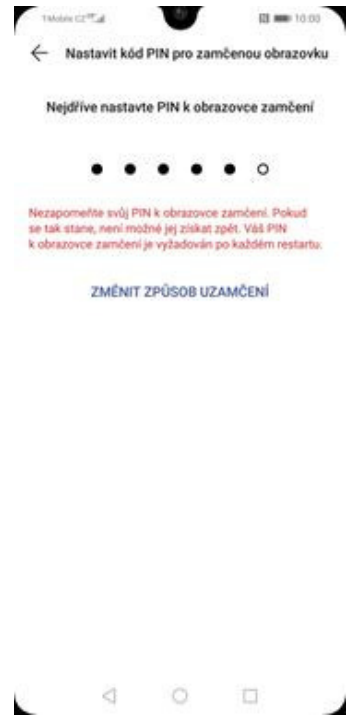 T-Mobile CZ 10:00
Nastavit kód PIN pro zamčenou obrazovku
Nejdříve nastavte PIN k obrazovce zamčení
Nezapomeňte svůj PIN k obrazovce zamčení. Pokud
se tak stane, není možné jej získat zpět. Váš PIN
k obrazovce zamčení je vyžadován po každém restartu.
ZMĚNIT ZPŮSOB UZAMČENÍ